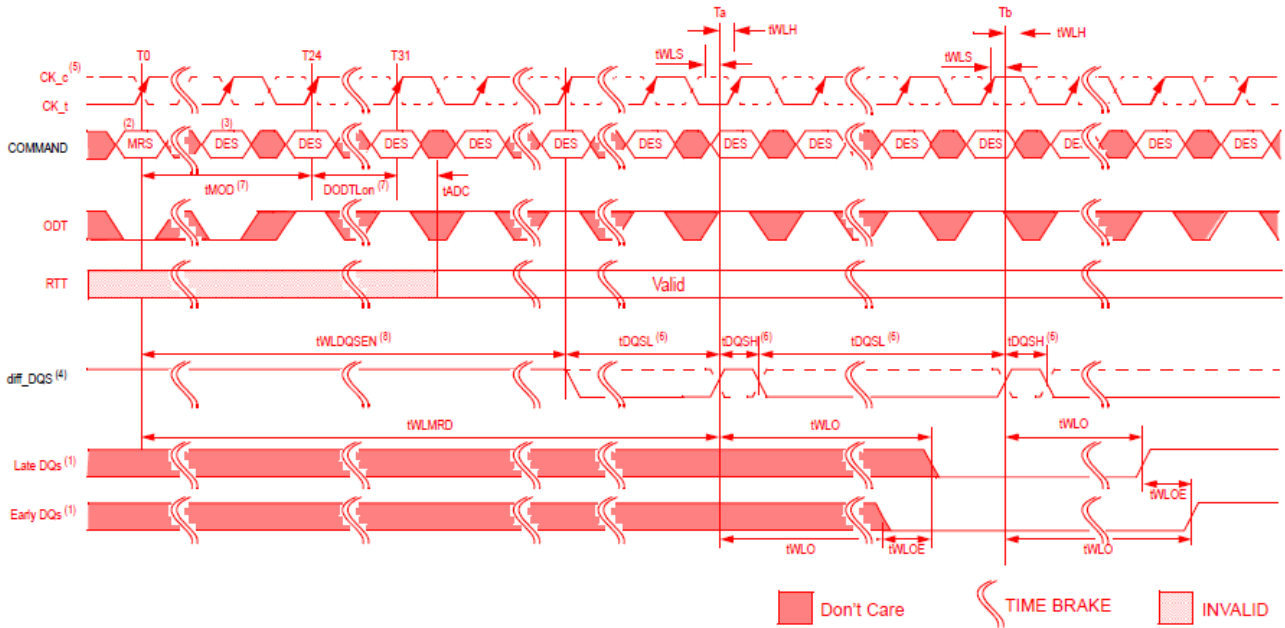 Ta Tb
tWLH tWLH
T0 T24 T31 tWLS tWLS
CK_c (5)
CK_t
(2) (3)
COMMAND MRS DES DES DES DES DES DES DES DES DES DES DES DES DES
tMOD (7) DODTLon (7) tADC
ODT
RTT Valid
tWLDQSEN (8) tDQSL (6) tDQSH (6) tDQSL (6) tDQSH (6)
diff_DQS (4)
tWLMRD tWLO tWLO
Late DQs (1)
tWLOE
Early DQs (1)
tWLO tWLOE tWLO
Don't Care TIME BRAKE INVALID